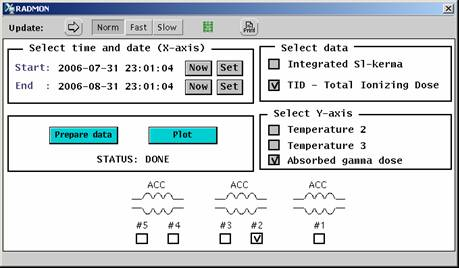 RADMON
Update: Norm Fast Slow Print
Select time and date (X-axis)
Start: 2006-07-31 23:01:04 Now Set
End : 2006-08-31 23:01:04 Now Set
Select data
Integrated Sl-kerma
TID - Total Ionizing Dose
Prepare data Plot
STATUS: DONE
Select Y-axis
Temperature 2
Temperature 3
Absorbed gamma dose
ACC ACC ACC
#5 #4 #3 #2 #1